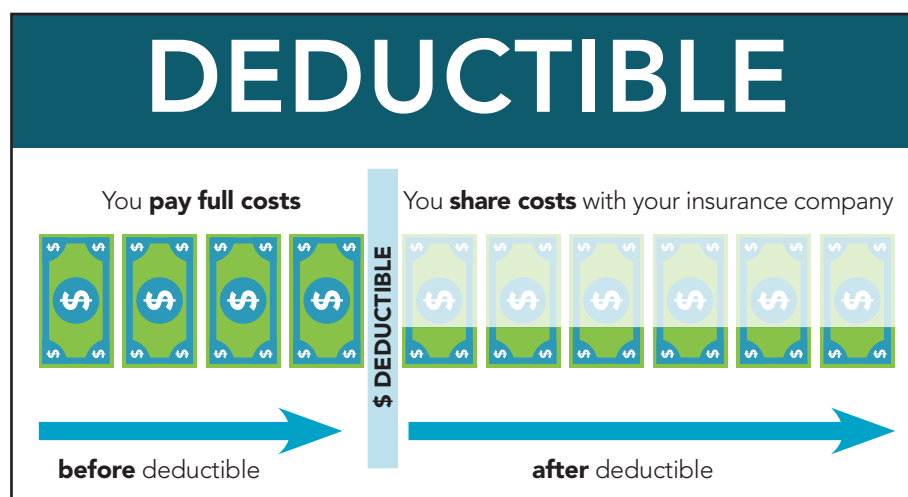 DEDUCTIBLE
You pay full costs
You share costs with your insurance company
$ DEDUCTIBLE
before deductible
after deductible